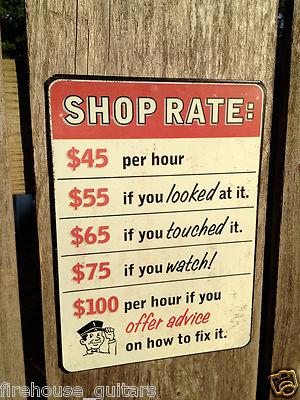 SHOP RATE:
$45 per hour
$55 if you looked at it.
$65 if you touched it.
$75 if you watch!
$100 per hour if you
offer advice
on how to fix it.
firehouse_guitars